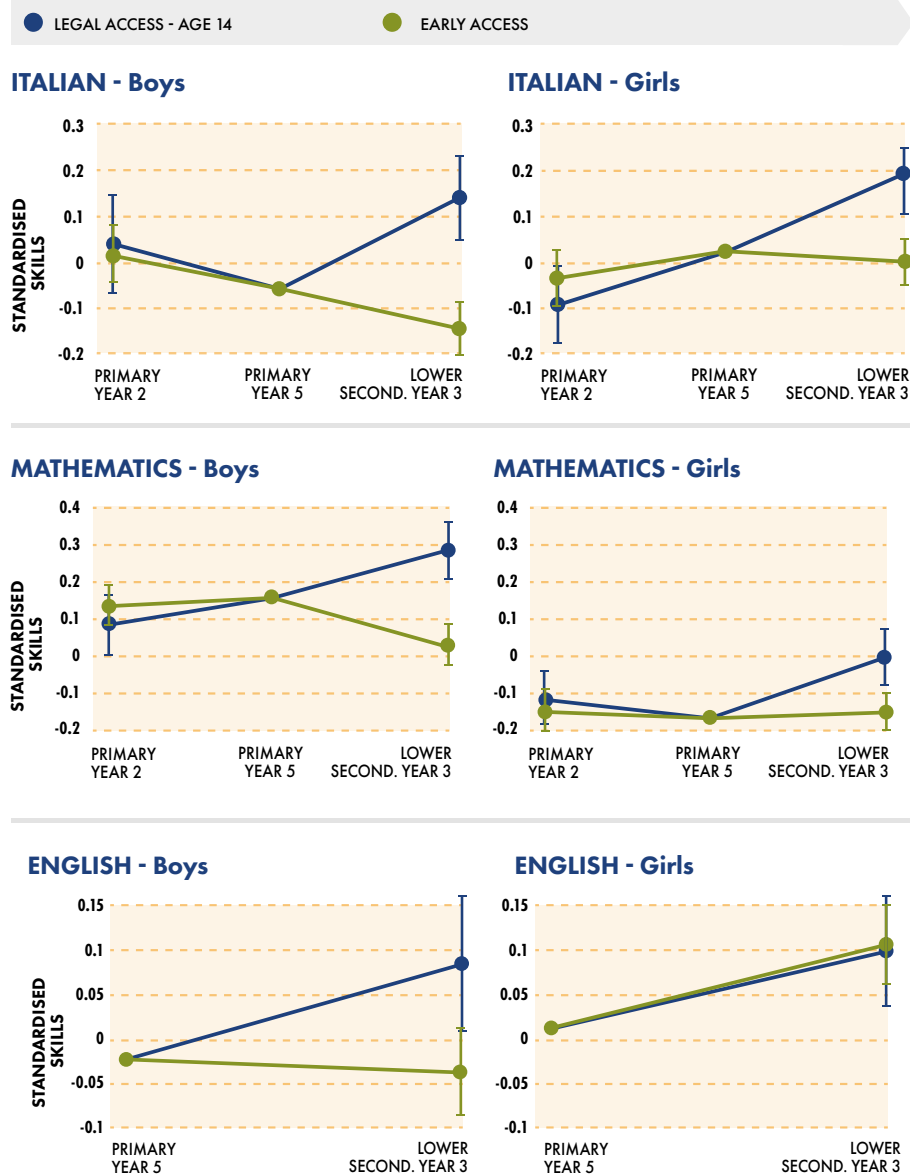 LEGAL ACCESS - AGE 14
EARLY ACCESS
ITALIAN - Boys
ITALIAN - Girls
STANDARDISED
SKILLS
0.3
0.2
0.1
0
-0.1
-0.2
PRIMARY
YEAR 2
PRIMARY
YEAR 5
LOWER
SECOND. YEAR 3
0.3
0.2
0.1
0
-0.1
-0.2
PRIMARY
YEAR 2
PRIMARY
YEAR 5
LOWER
SECOND. YEAR 3
MATHEMATICS - Boys
MATHEMATICS - Girls
STANDARDISED
SKILLS
0.4
0.3
0.2
0.1
0
-0.1
-0.2
PRIMARY
YEAR 2
PRIMARY
YEAR 5
LOWER
SECOND. YEAR 3
0.4
0.3
0.2
0.1
0
-0.1
-0.2
PRIMARY
YEAR 2
PRIMARY
YEAR 5
LOWER
SECOND. YEAR 3
ENGLISH - Boys
ENGLISH - Girls
STANDARDISED
SKILLS
0.15
0.1
0.05
0
-0.05
-0.1
PRIMARY
YEAR 5
LOWER
SECOND. YEAR 3
0.15
0.1
0.05
0
-0.05
-0.1
PRIMARY
YEAR 5
LOWER
SECOND. YEAR 3